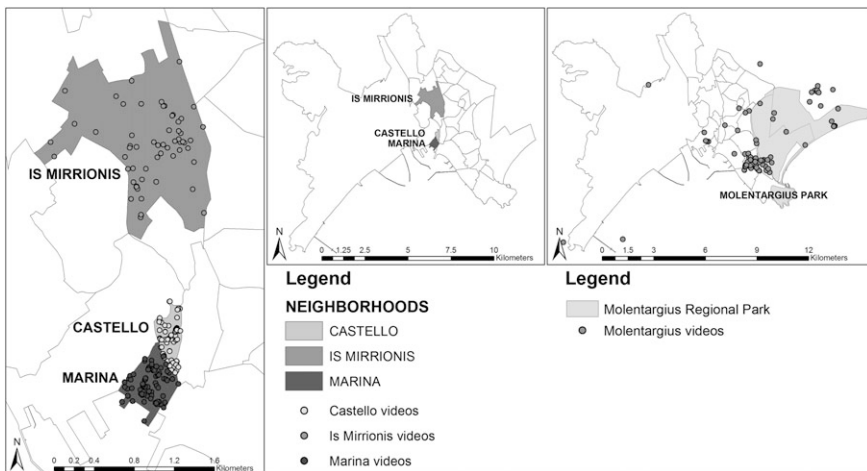 IS MIRRIONIS
CASTELLO
MARINA
N
0 0.2 0.4 0.8 1.2 1.6
Kilometers
IS MIRRIONIS
CASTELLO
MARINA
N
0 1.25 2.5 5 7.5 10
Kilometers
Legend
NEIGHBORHOODS
CASTELLO
IS MIRRIONIS
MARINA
Castello videos
Is Mirrionis videos
Marina videos
MOLENTARGIUS PARK
N
0 1.5 3 6 9 12
Kilometers
Legend
Molentargius Regional Park
Molentargius videos